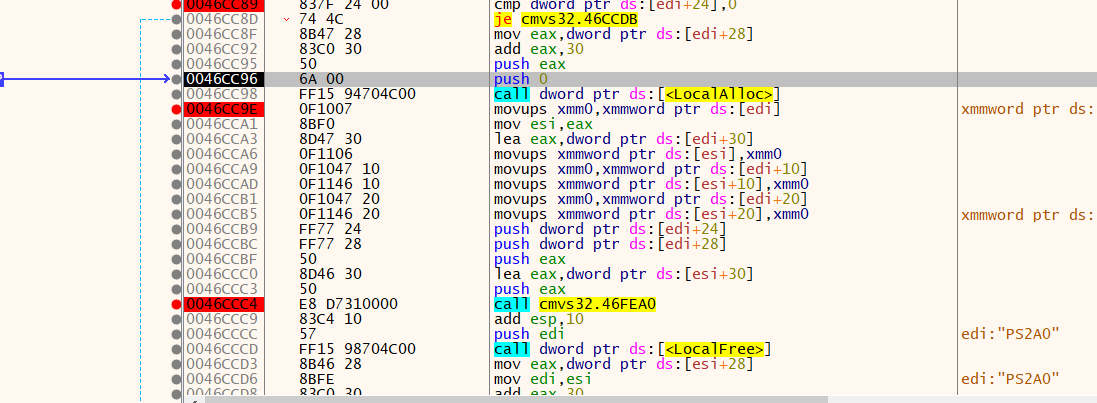 0046CC89 837F 24 00 cmp dword ptr ds:[edi+24],0
0046CC8D 74 4C je cmvs32.46CCDB
0046CC8F 8B47 28 mov eax,dword ptr ds:[edi+28]
0046CC92 83C0 30 add eax,30
0046CC95 50 push eax
0046CC96 6A 00 push 0
0046CC98 FF15 94704C00 call dword ptr ds:[<LocalAlloc>]
0046CC9E 0F1007 movups xmm0,xmmword ptr ds:[edi] xmmword ptr ds:
0046CCA1 8BF0 mov esi,eax
0046CCA3 8D47 30 lea eax,dword ptr ds:[edi+30]
0046CCA6 0F1106 movups xmmword ptr ds:[esi],xmm0
0046CCA9 0F1047 10 movups xmm0,xmmword ptr ds:[edi+10]
0046CCAD 0F1146 10 movups xmmword ptr ds:[esi+10],xmm0
0046CCB1 0F1047 20 movups xmm0,xmmword ptr ds:[edi+20]
0046CCB5 0F1146 20 movups xmmword ptr ds:[esi+20],xmm0 xmmword ptr ds:
0046CCB9 FF77 24 push dword ptr ds:[edi+24]
0046CCBC FF77 28 push dword ptr ds:[edi+28]
0046CCBF 50 push eax
0046CCC0 8D46 30 lea eax,dword ptr ds:[esi+30]
0046CCC3 50 push eax
0046CCC4 E8 D7310000 call cmvs32.46FEA0
0046CCC9 83C4 10 add esp,10
0046CCCC 57 push edi edi:"PS2A0"
0046CCCD FF15 98704C00 call dword ptr ds:[<LocalFree>]
0046CCD3 8B46 28 mov eax,dword ptr ds:[esi+28]
0046CCD6 8BFE mov edi,esi edi:"PS2A0"
0046CCD8 83C0 30 add eax,30